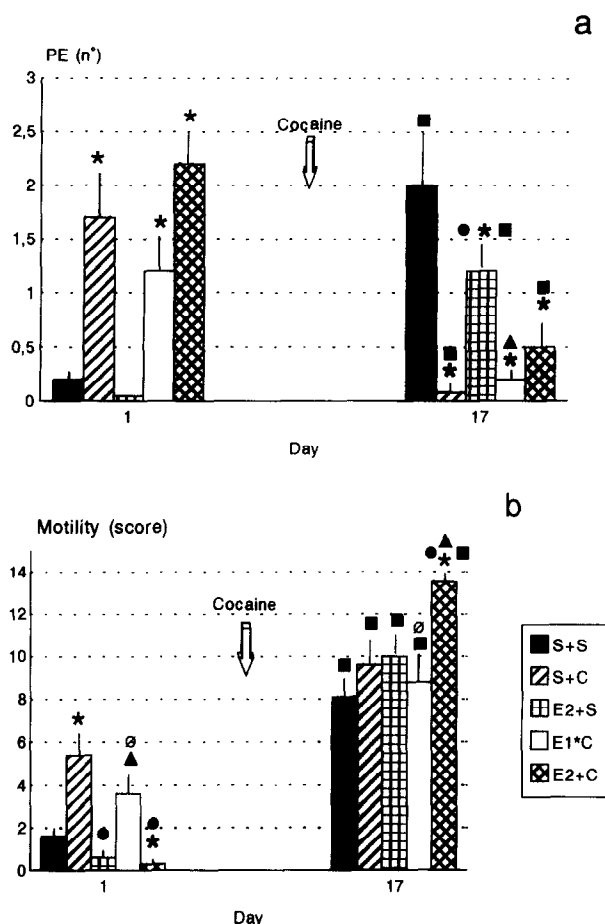 a
PE (n°)
3
2,5
2
1,5
1
0,5
0
Cocaine
1
17
Day
b
Motility (score)
14
12
10
8
6
4
2
0
Cocaine
ø
ø
1
17
Day
S+S
S+C
E2+S
E1*C
E2+C